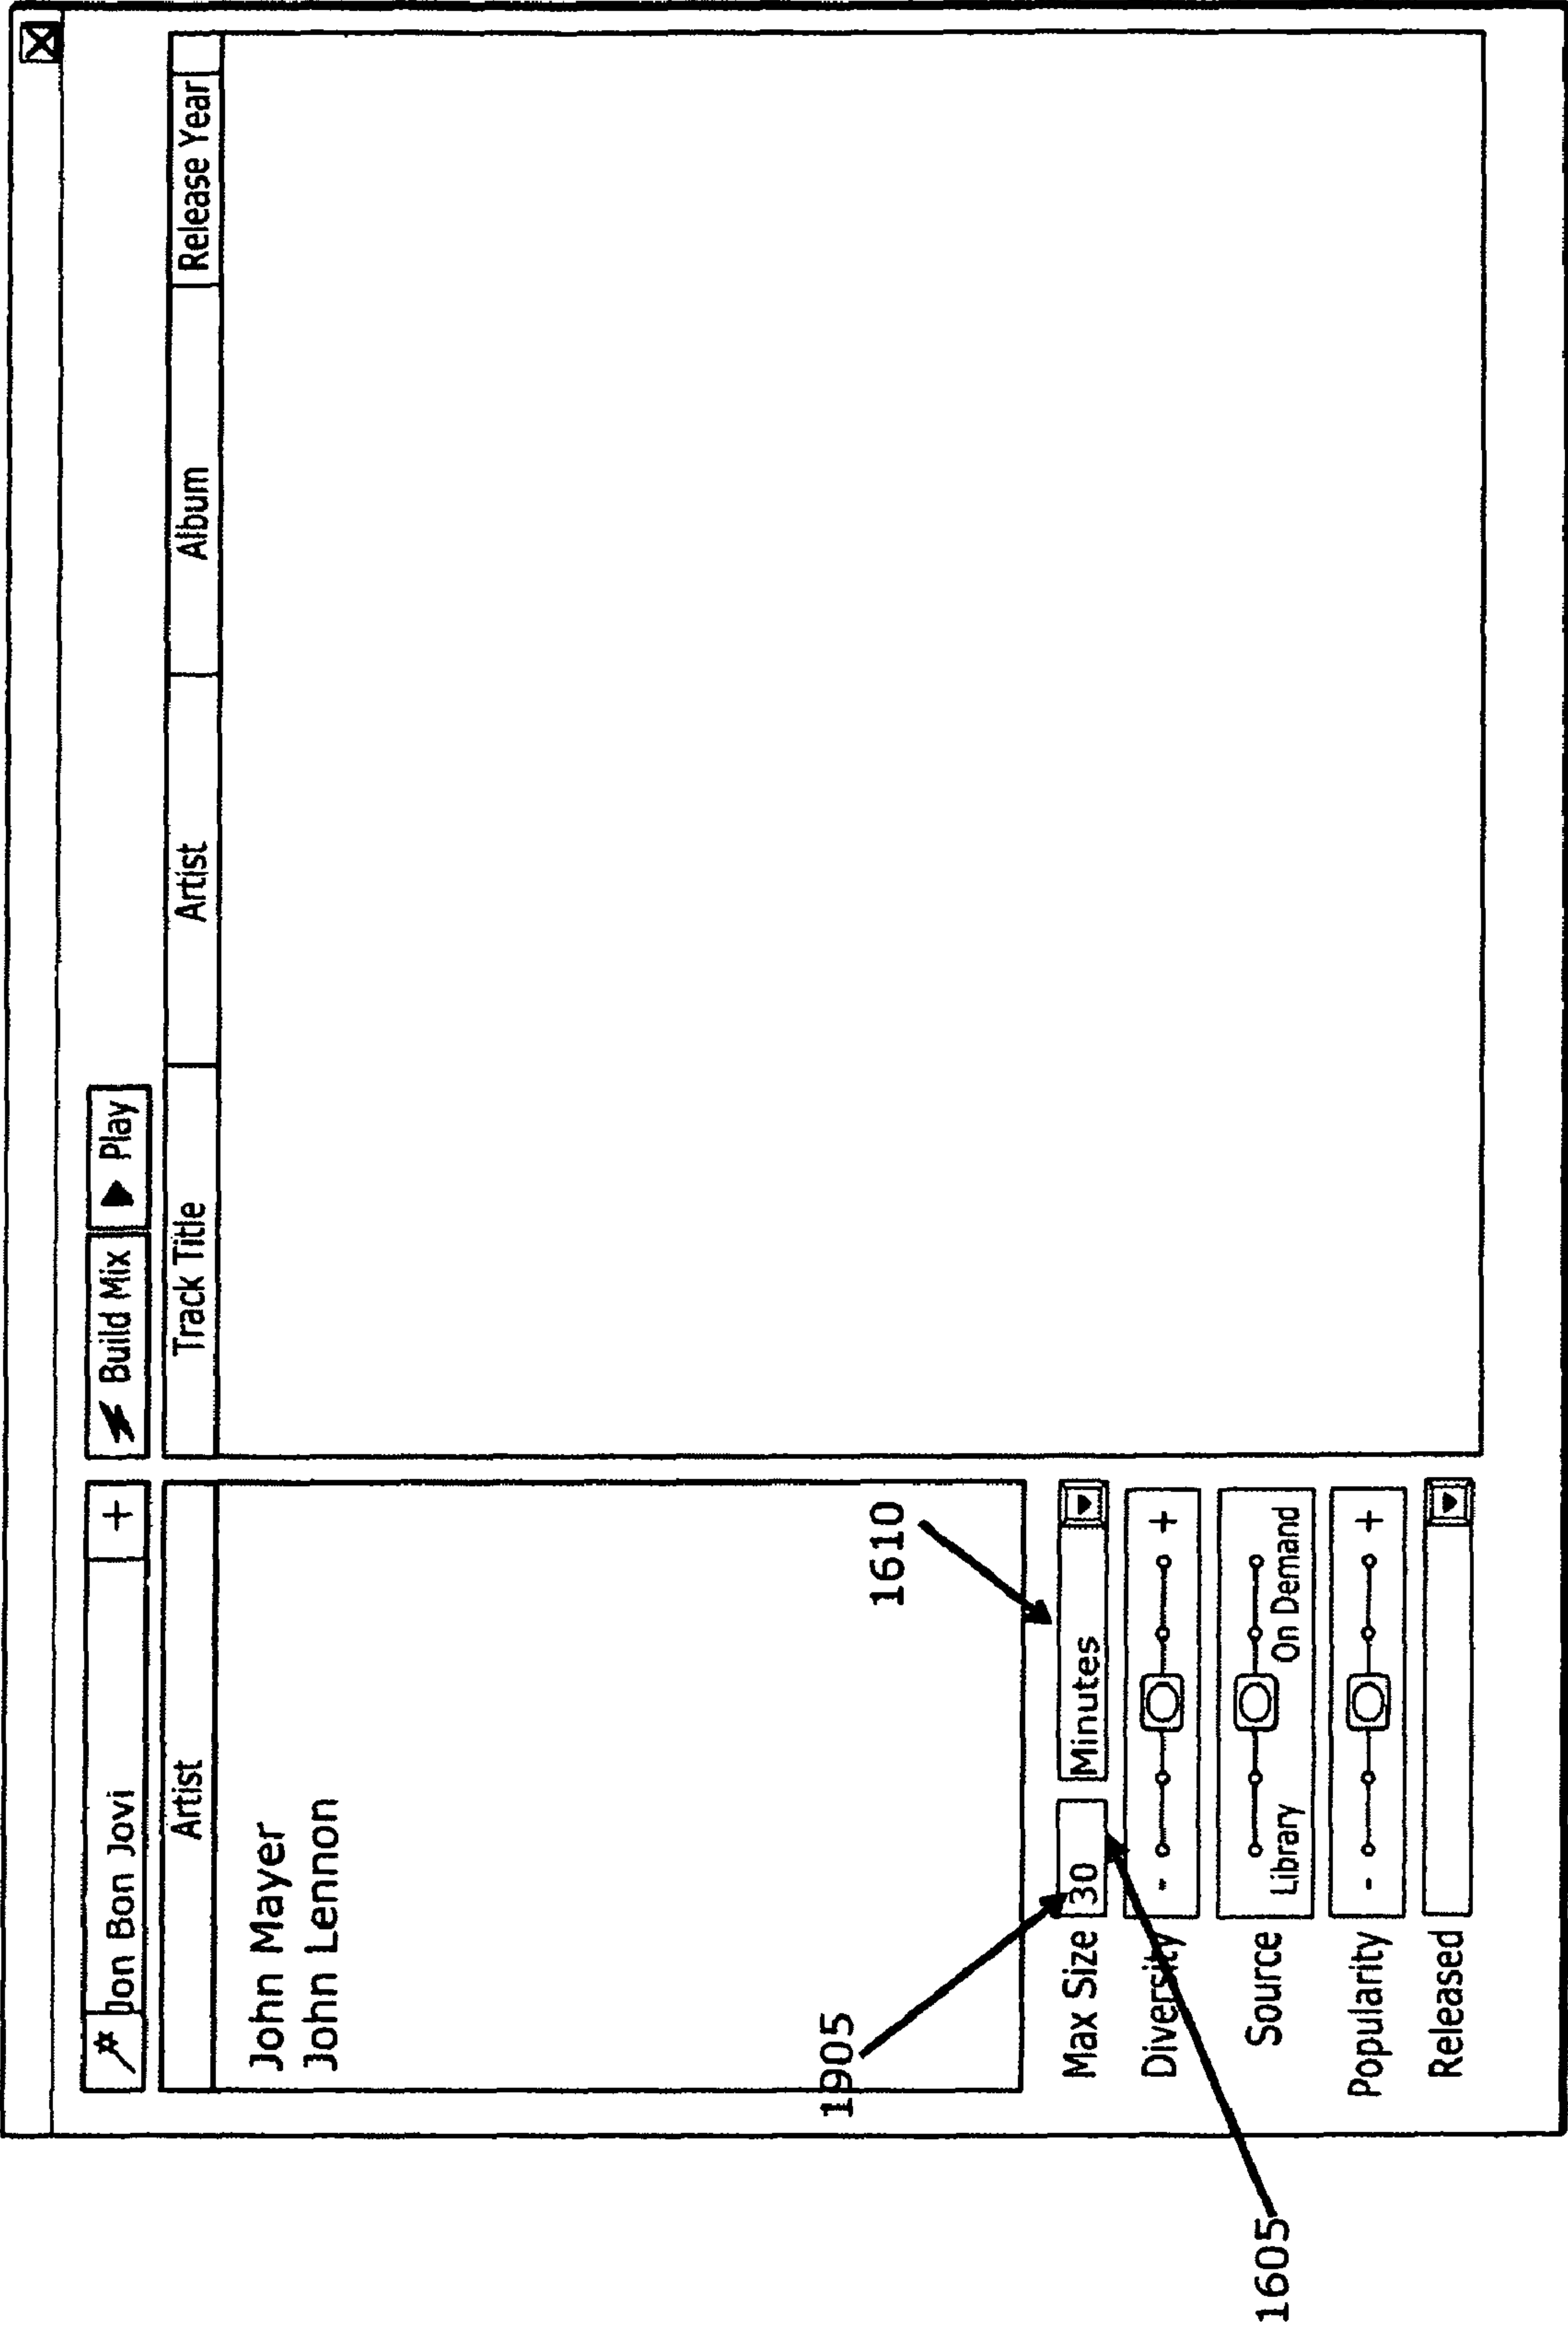 Jon Bon Jovi +
Build Mix Play
Artist
Track Title Artist Album Release Year
John Mayer
John Lennon
1905
1610
Max Size 30 Minutes
Diversity - +
Source Library On Demand
Popularity - +
Released
1605